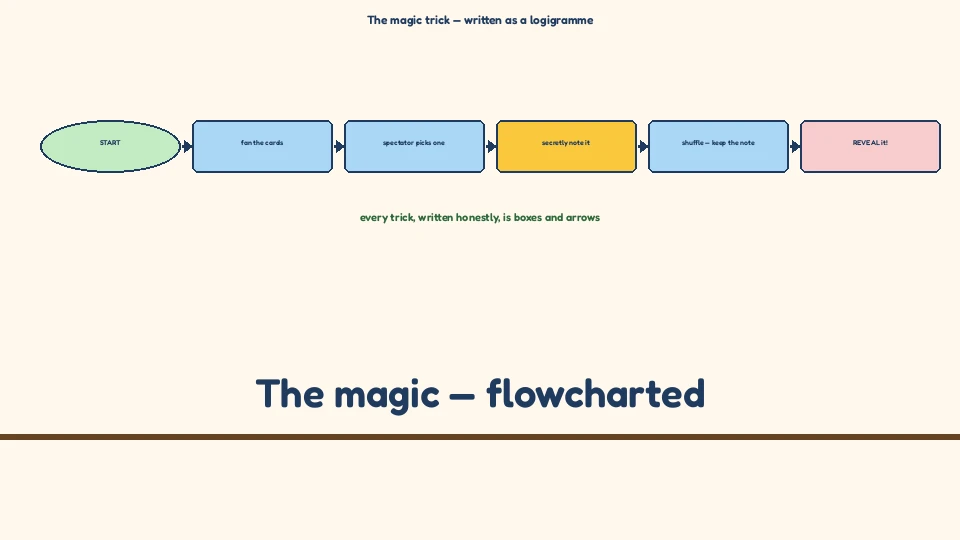 The magic trick — written as a logigramme
START
fan the cards
spectator picks one
secretly note it
shuffle — keep the note
REVEAL it!
every trick, written honestly, is boxes and arrows
The magic — flowcharted